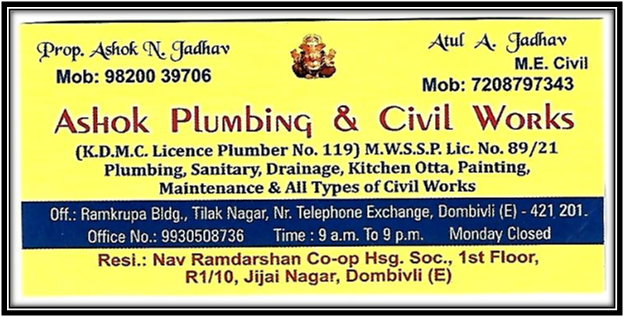 Prop. Ashok N. Jadhav
Mob: 98200 39706
Atul A. Jadhav
M.E. Civil
Mob: 7208797343
Ashok Plumbing & Civil Works
(K.D.M.C. Licence Plumber No. 119) M.W.S.S.P. Lic. No. 89/21
Plumbing, Sanitary, Drainage, Kitchen Otta, Painting,
Maintenance & All Types of Civil Works
Off.: Ramkrupa Bldg., Tilak Nagar, Nr. Telephone Exchange, Dombivli (E) - 421 201.
Office No.: 9930508736 Time : 9 a.m. To 9 p.m. Monday Closed
Resi.: Nav Ramdarshan Co-op Hsg. Soc., 1st Floor,
R1/10, Jijai Nagar, Dombivli (E)